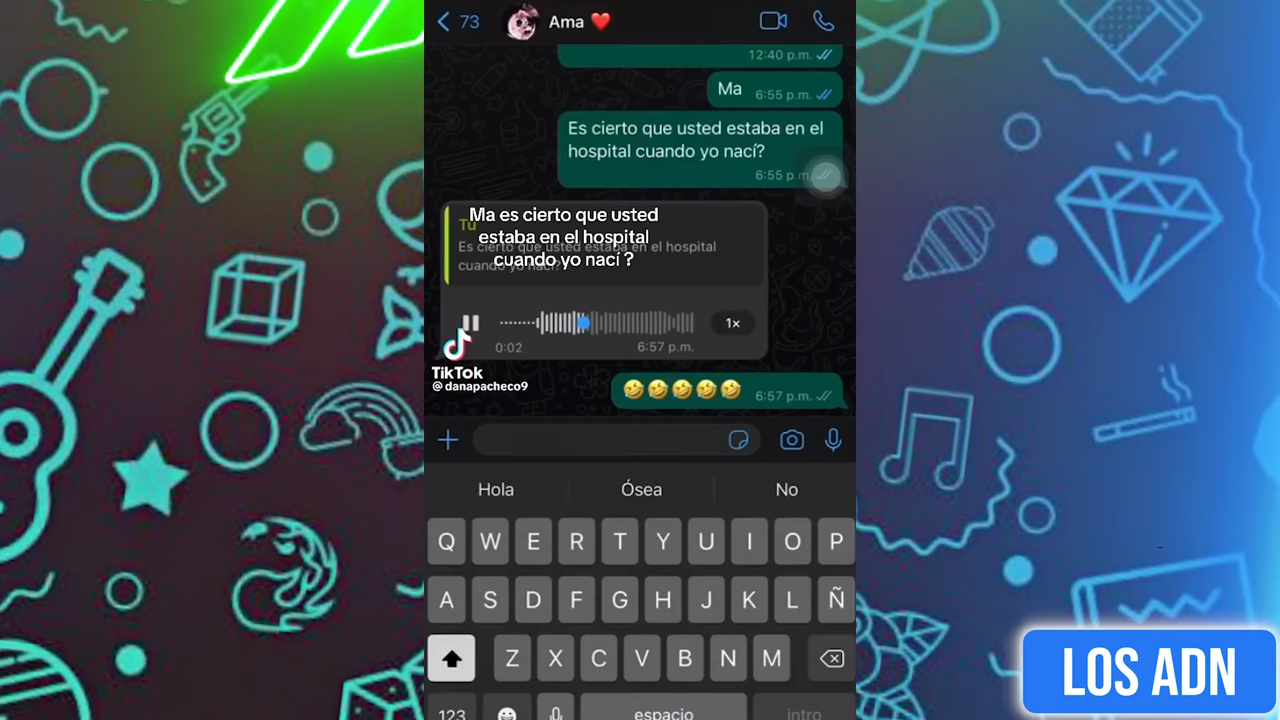 73
Ama ❤️
12:40 p.m.
Ma
6:55 p.m.
Es cierto que usted estaba en el
hospital cuando yo nací?
6:55 p.m.
Ma es cierto que usted
estaba en el hospital
cuando yo nací ?
Tú
Es cierto que usted estaba en el hospital
cuando yo nací?
1×
0:02
6:57 p.m.
TikTok
@danapacheco9
🤣🤣🤣🤣🤣
6:57 p.m.
Hola
Ósea
No
Q W E R T Y U I O P
A S D F G H J K L Ñ
Z X C V B N M
123
espacio
intro
LOS ADN